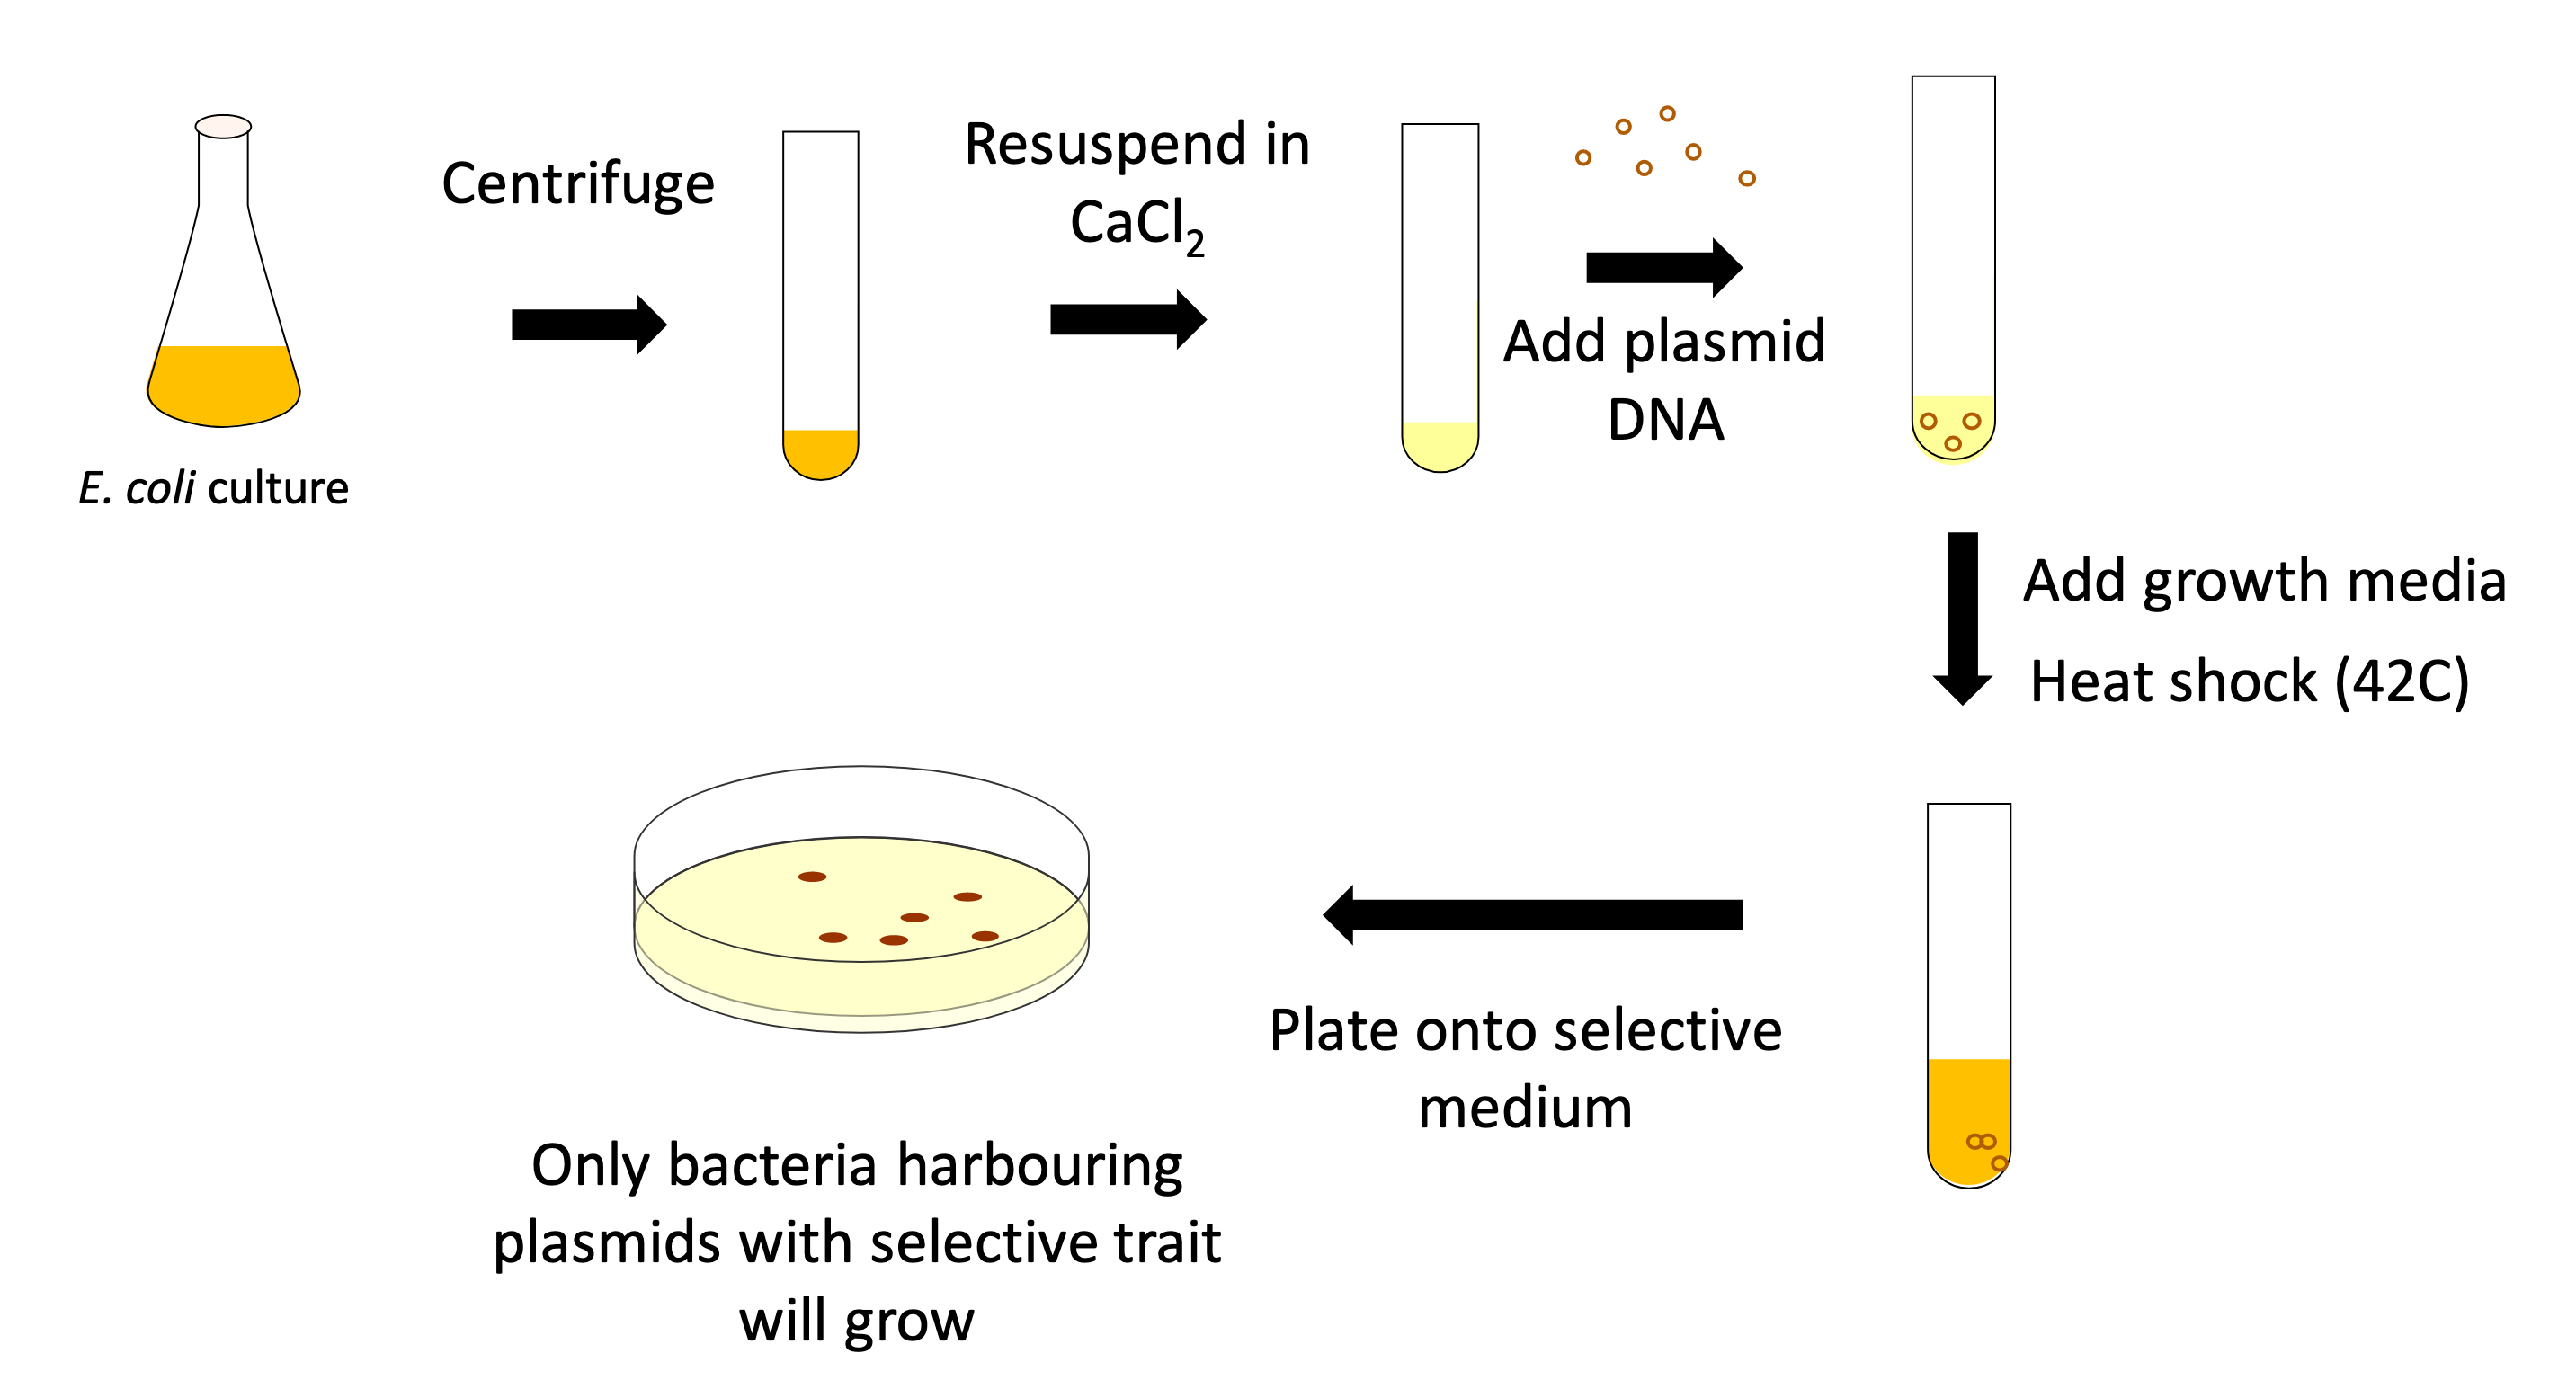 E. coli culture
Centrifuge
Resuspend in
CaCl₂
Add plasmid
DNA
Add growth media
Heat shock (42C)
Plate onto selective
medium
Only bacteria harbouring
plasmids with selective trait
will grow